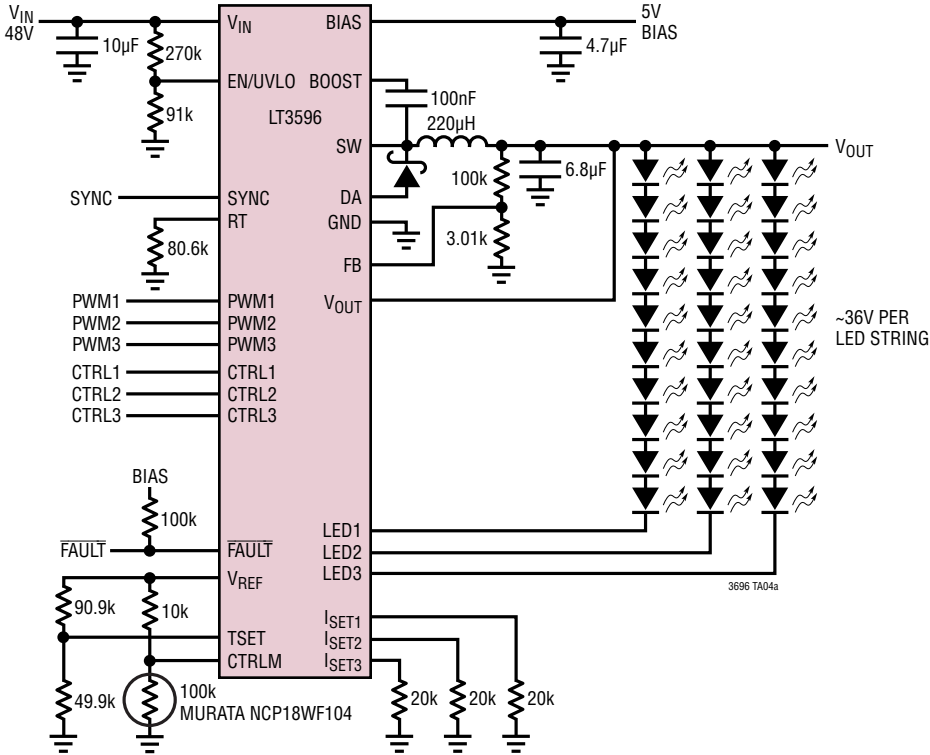 VIN
48V
10µF
270k
91k
VIN
EN/UVLO
BIAS
BOOST
LT3596
5V
BIAS
4.7µF
100nF
220µH
SW
DA
GND
FB
VOUT
100k
3.01k
6.8µF
VOUT
SYNC
SYNC
RT
80.6k
PWM1
PWM2
PWM3
CTRL1
CTRL2
CTRL3
PWM1
PWM2
PWM3
CTRL1
CTRL2
CTRL3
~36V PER
LED STRING
BIAS
100k
FAULT
FAULT
LED1
LED2
LED3
3696 TA04a
VREF
90.9k
10k
TSET
CTRLM
49.9k
100k
MURATA NCP18WF104
ISET1
ISET2
ISET3
20k
20k
20k